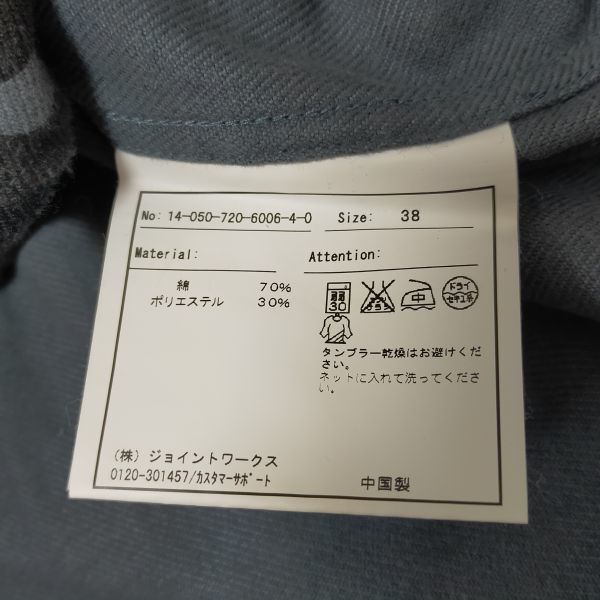 No: 14-050-720-6006-4-0 Size: 38
Material: Attention:
綿 70%
ポリエステル 30%
弱 30 中 ドライ セキユ系
タンブラー乾燥はお避けくだ
さい。
ネットに入れて洗ってくださ
い。
(株) ジョイントワークス
0120-301457/カスタマーサポート
中国製